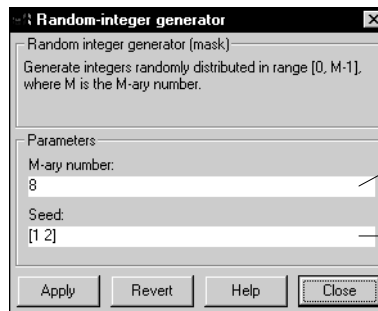 Random-integer generator
Random integer generator (mask)
Generate integers randomly distributed in range [0, M-1],
where M is the M-ary number.
Parameters
M-ary number:
8
Seed:
[1 2]
Apply Revert Help Close